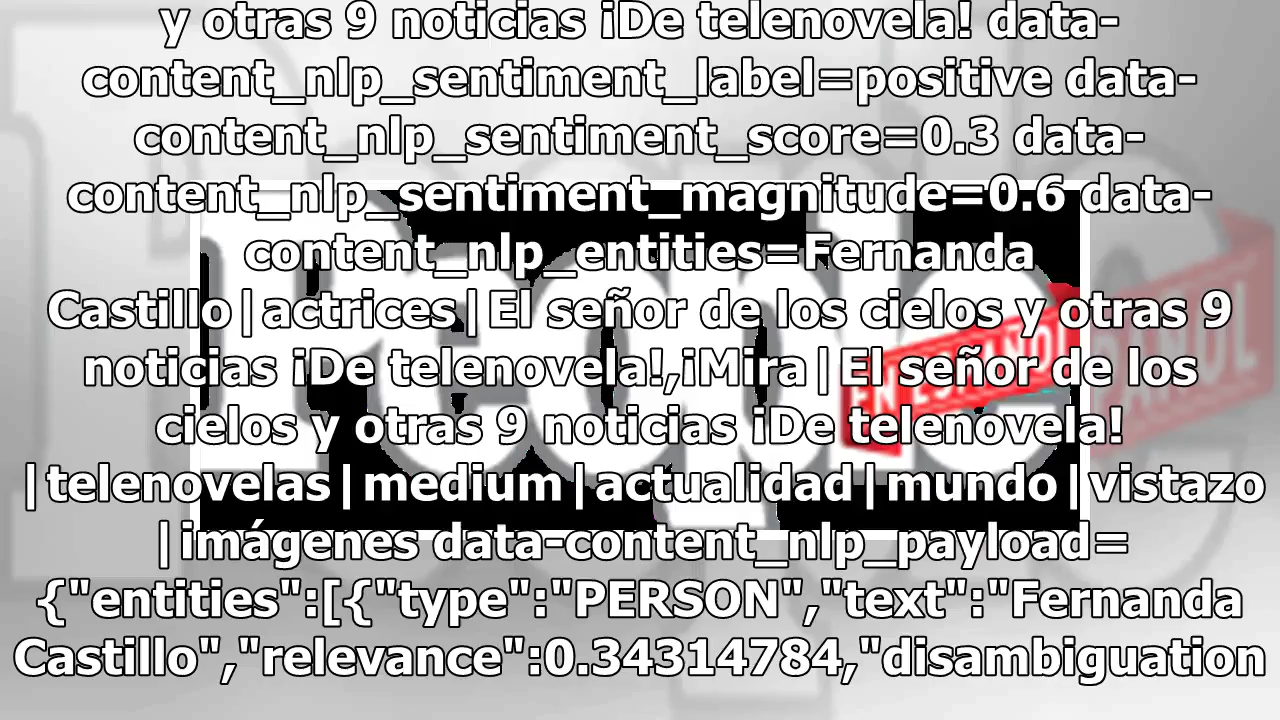 y otras 9 noticias ¡De telenovela! data-
content_nlp_sentiment_label=positive data-
content_nlp_sentiment_score=0.3 data-
content_nlp_sentiment_magnitude=0.6 data-
content_nlp_entities=Fernanda
Castillo|actrices|El señor de los cielos y otras 9
noticias ¡De telenovela!,¡Mira|El señor de los
cielos y otras 9 noticias ¡De telenovela!
|telenovelas|medium|actualidad|mundo|vistazo
|imágenes data-content_nlp_payload=
{"entities":[{"type":"PERSON","text":"Fernanda
Castillo","relevance":0.34314784,"disambiguation
People
EN ESPAÑOL